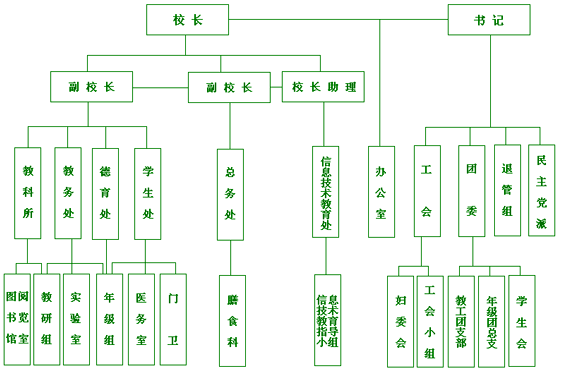 校长
书记
副校长
副校长
校长助理
教科所
教务处
德育处
学生处
总务处
信息技术教育处
办公室
工会
团委
退管组
民主党派
图书馆阅览室
教研组
实验室
年级组
医务室
门卫
膳食科
信息技术教育指导小组
妇委会
工会小组
教工团支部
年级团总支
学生会